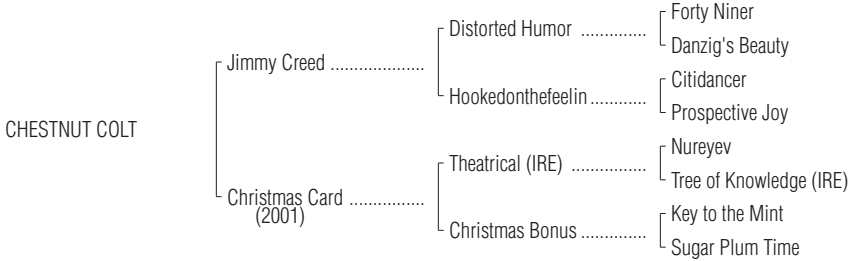 Forty Niner
Distorted Humor ..............
Danzig's Beauty
Jimmy Creed ....................
Citidancer
Hookedonthefeelin............
Prospective Joy
CHESTNUT COLT
Nureyev
Theatrical (IRE) ................
Tree of Knowledge (IRE)
Christmas Card ................
(2001)
Key to the Mint
Christmas Bonus ..............
Sugar Plum Time